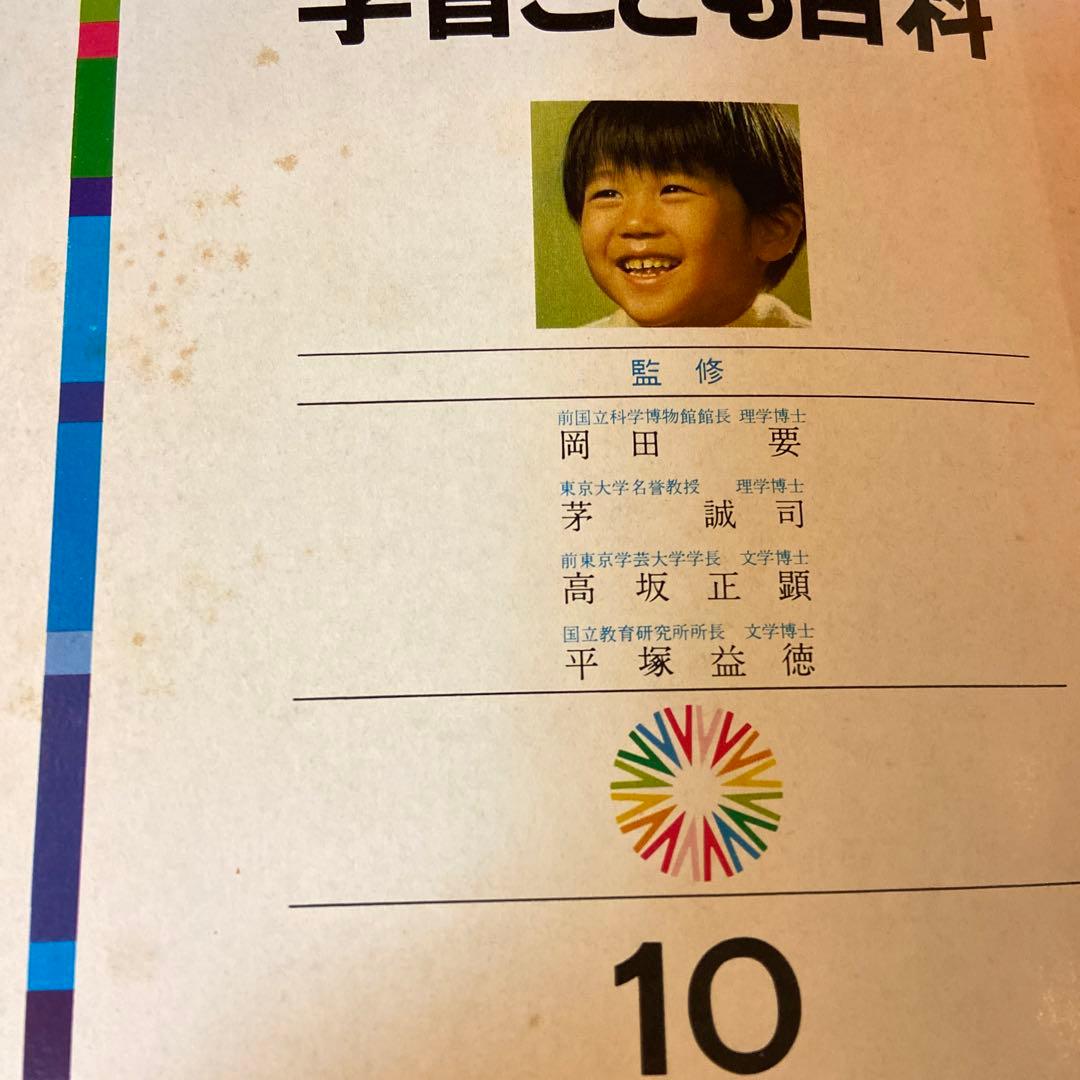 学習こども百科
監修
前国立科学博物館館長 理学博士
岡田 要
東京大学名誉教授 理学博士
茅 誠司
前東京学芸大学学長 文学博士
高坂正顕
国立教育研究所所長 文学博士
平塚益徳
10